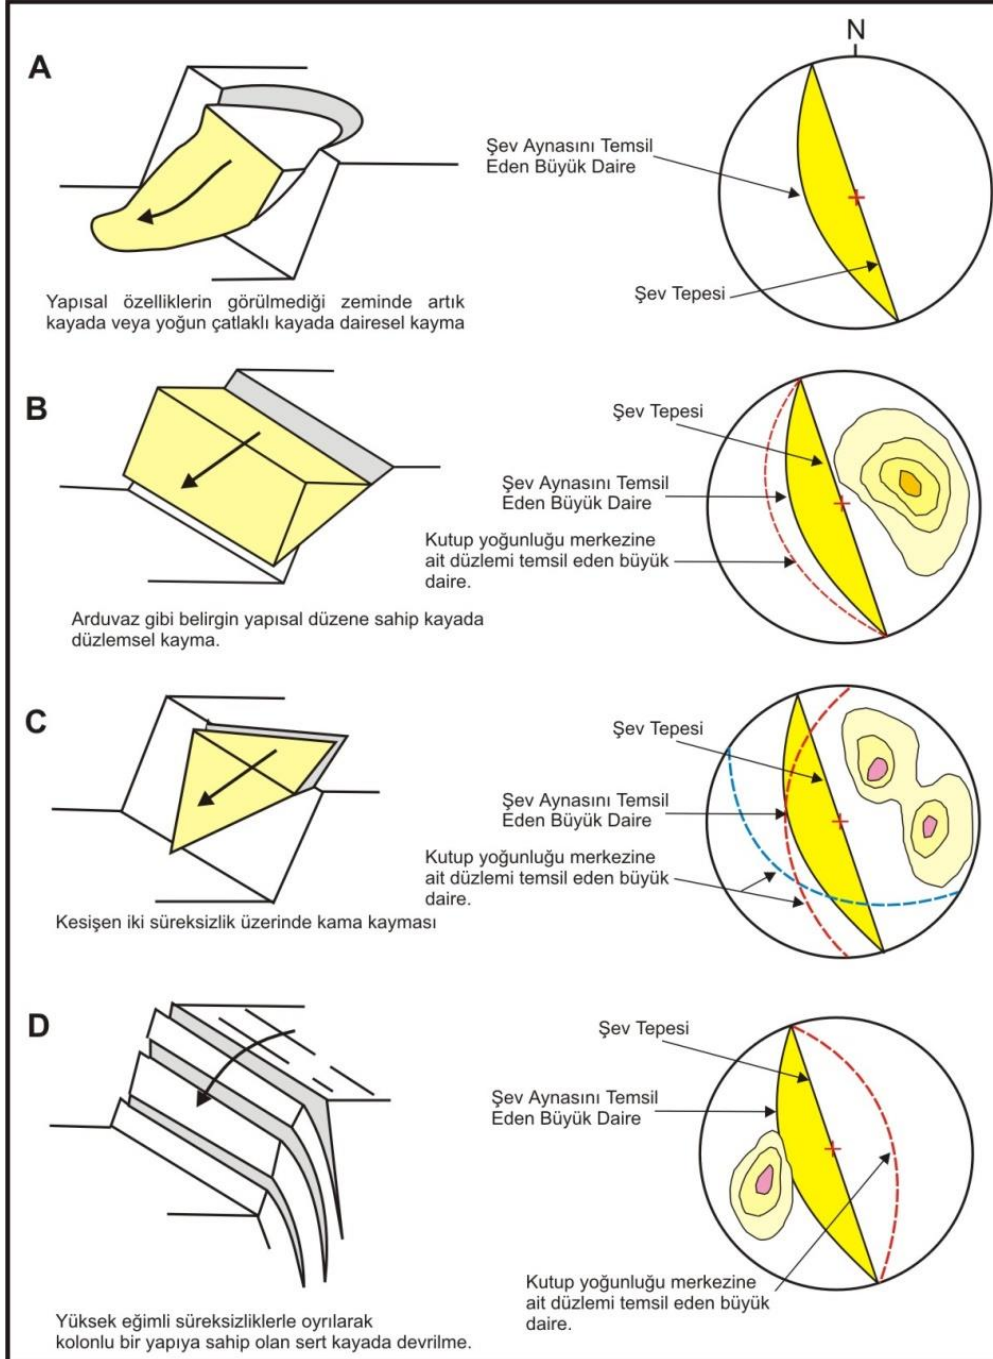 A
N
Şev Aynasını Temsil
Eden Büyük Daire
Şev Tepesi
Yapısal özelliklerin görülmediği zeminde artık
kayada veya yoğun çatlaklı kayada dairesel kayma
B
Şev Tepesi
Şev Aynasını Temsil
Eden Büyük Daire
Kutup yoğunluğu merkezine
ait düzlemi temsil eden büyük
daire.
Arduvaz gibi belirgin yapısal düzene sahip kayada
düzlemsel kayma.
C
Şev Tepesi
Şev Aynasını Temsil
Eden Büyük Daire
Kutup yoğunluğu merkezine
ait düzlemi temsil eden büyük
daire.
Kesişen iki süreksizlik üzerinde kama kayması
D
Şev Tepesi
Şev Aynasını Temsil
Eden Büyük Daire
Kutup yoğunluğu merkezine
ait düzlemi temsil eden büyük
daire.
Yüksek eğimli süreksizliklerle oyrılarak
kolonlu bir yapıya sahip olan sert kayada devrilme.